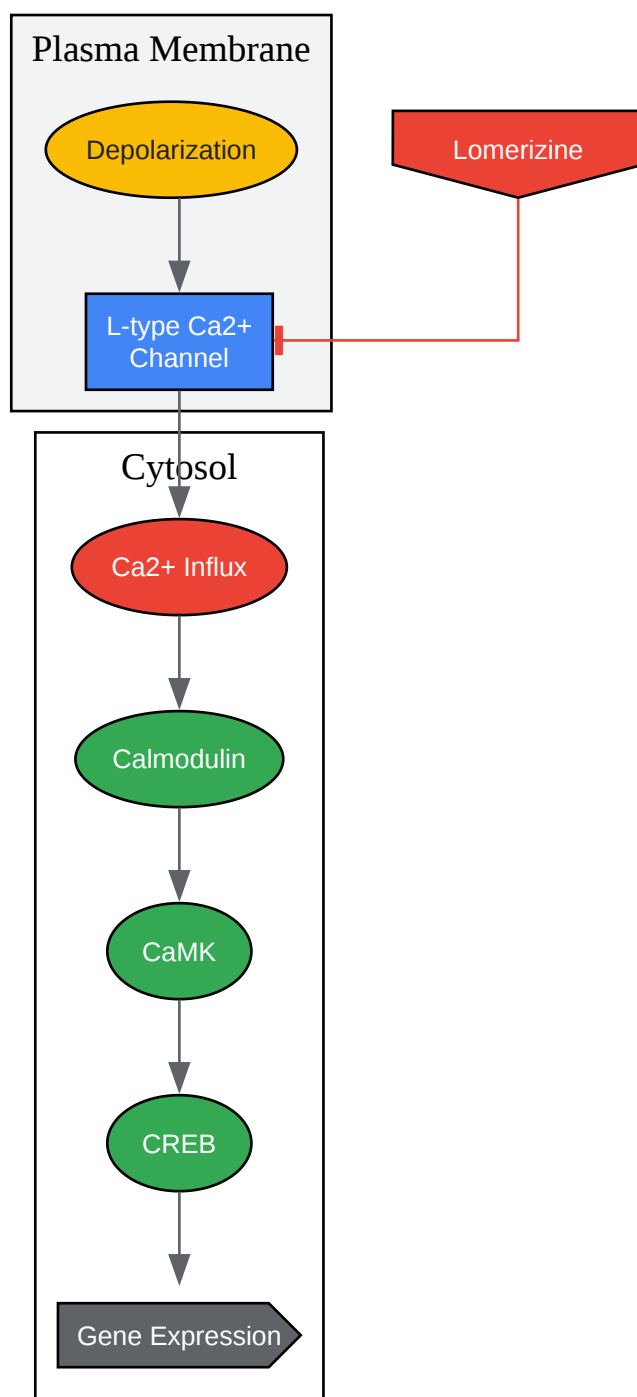 Plasma Membrane
Depolarization
Lomerizine
L-type Ca2+
Channel
Cytosol
Ca2+ Influx
Calmodulin
CaMK
CREB
Gene Expression